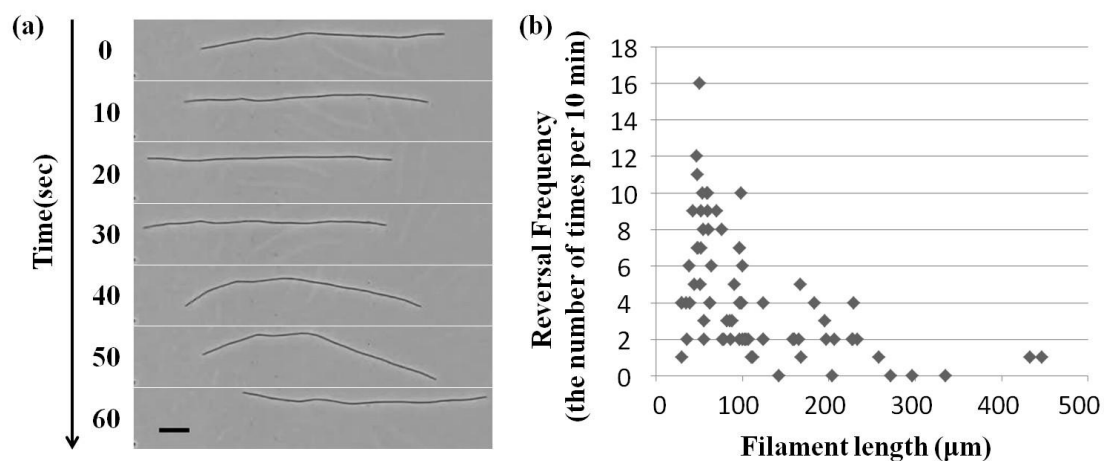 (a)
Time(sec)
0
10
20
30
40
50
60
(b)
Reversal Frequency
(the number of times per 10 min)
18
16
14
12
10
8
6
4
2
0
0 100 200 300 400 500
Filament length (μm)